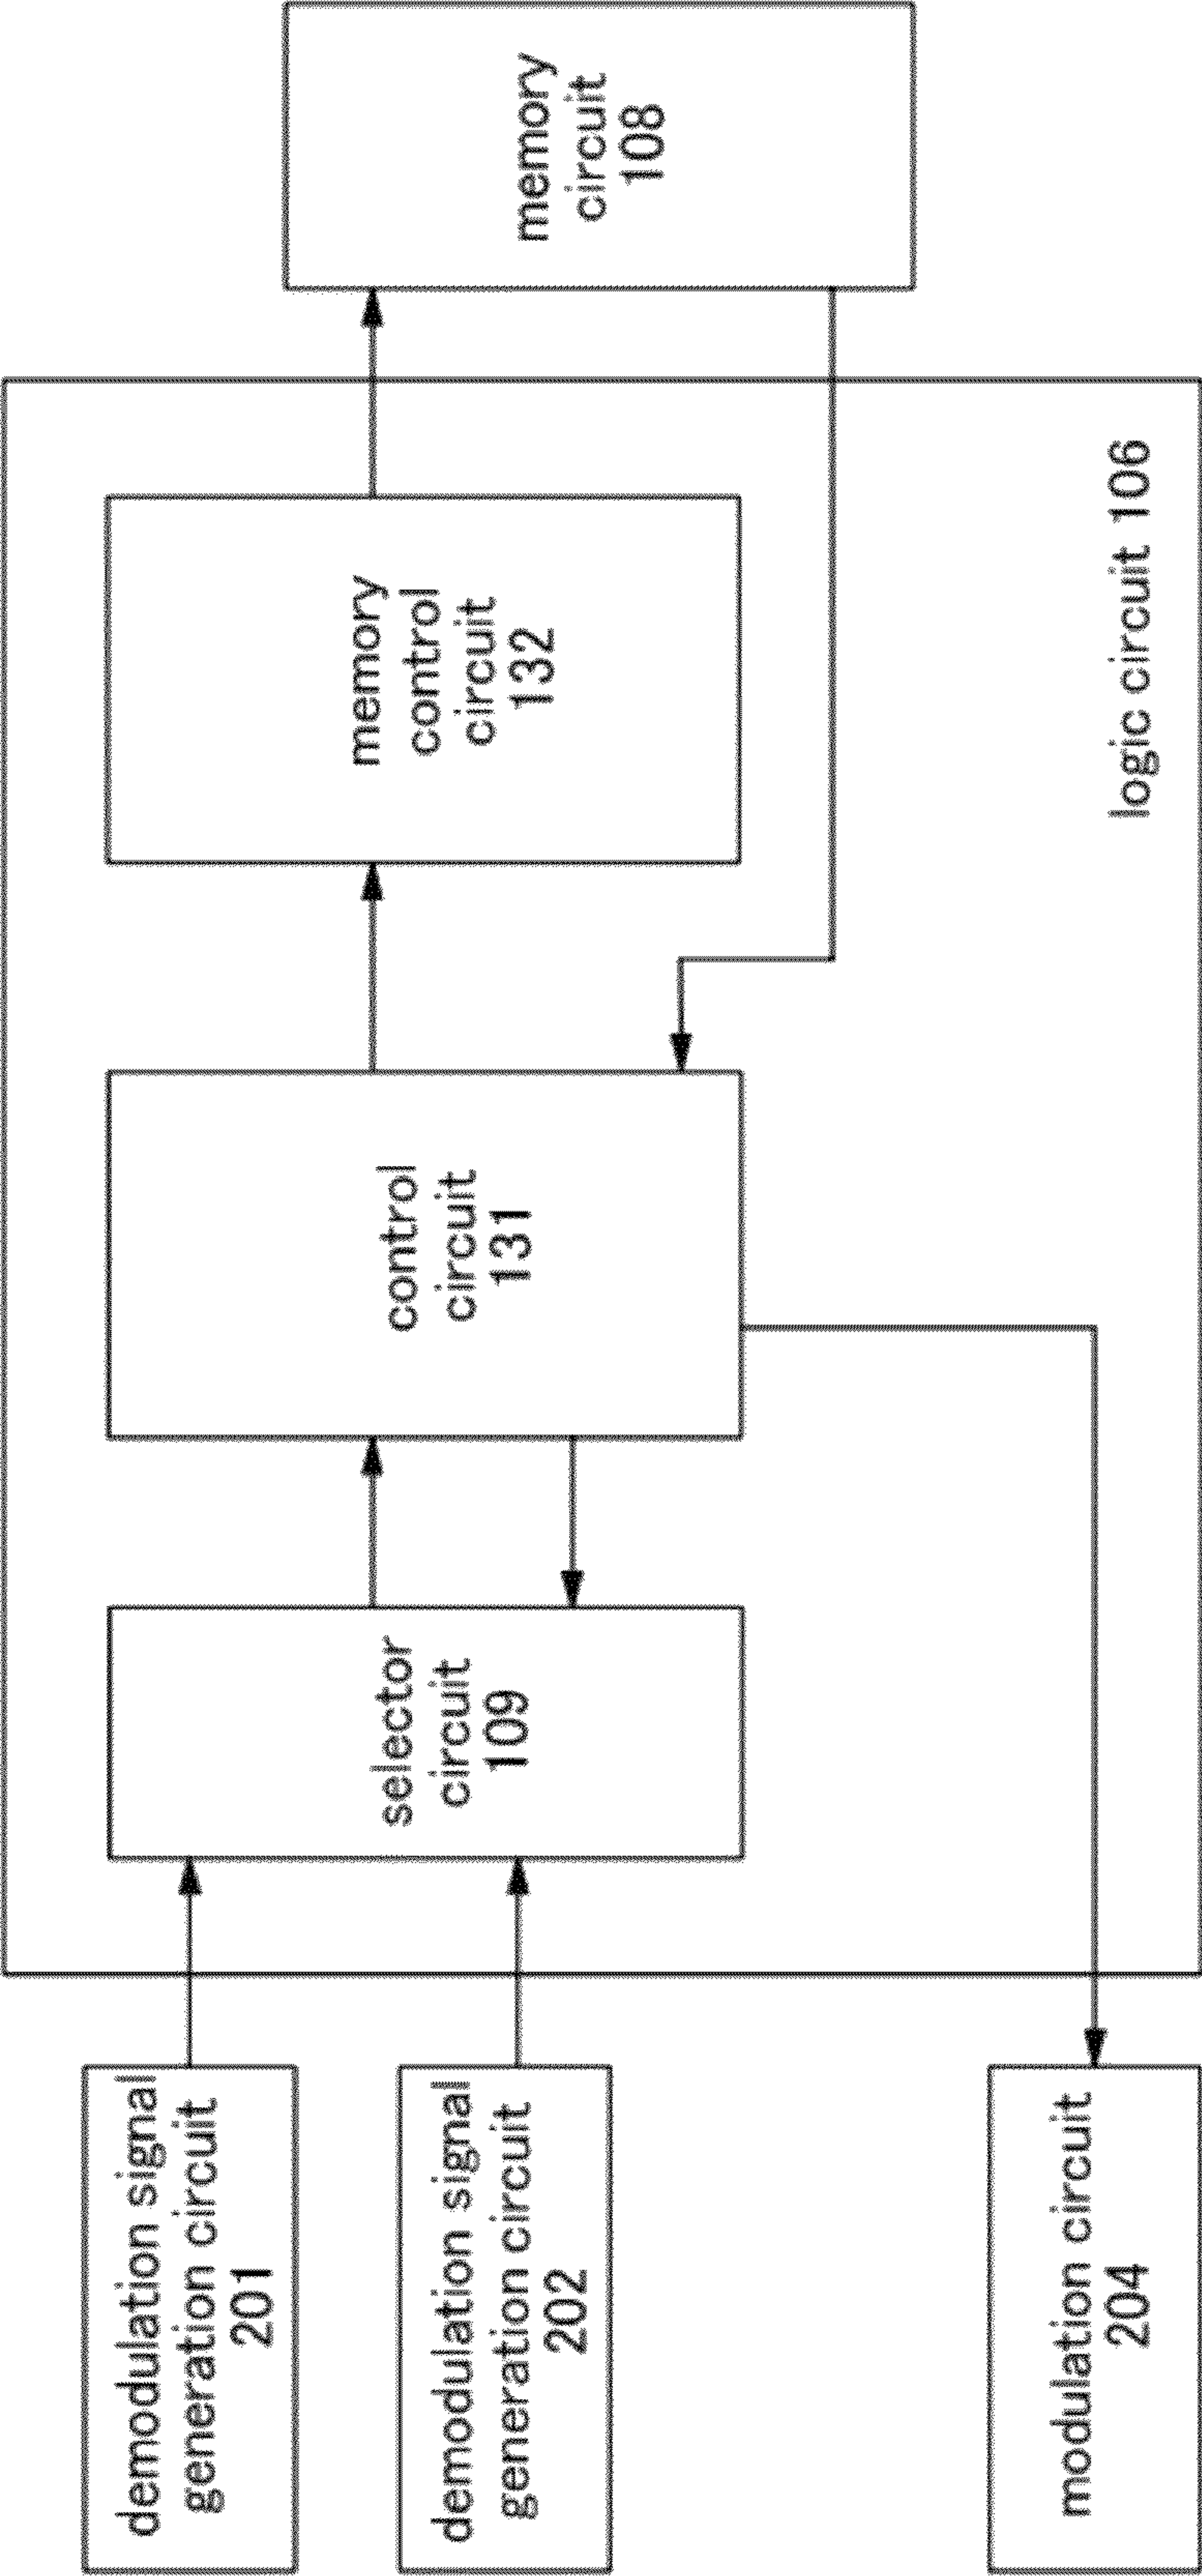 demodulation signal
generation circuit
201
demodulation signal
generation circuit
202
modulation circuit
204
selector
circuit
109
control
circuit
131
memory
control
circuit
132
logic circuit 106
memory
circuit
108